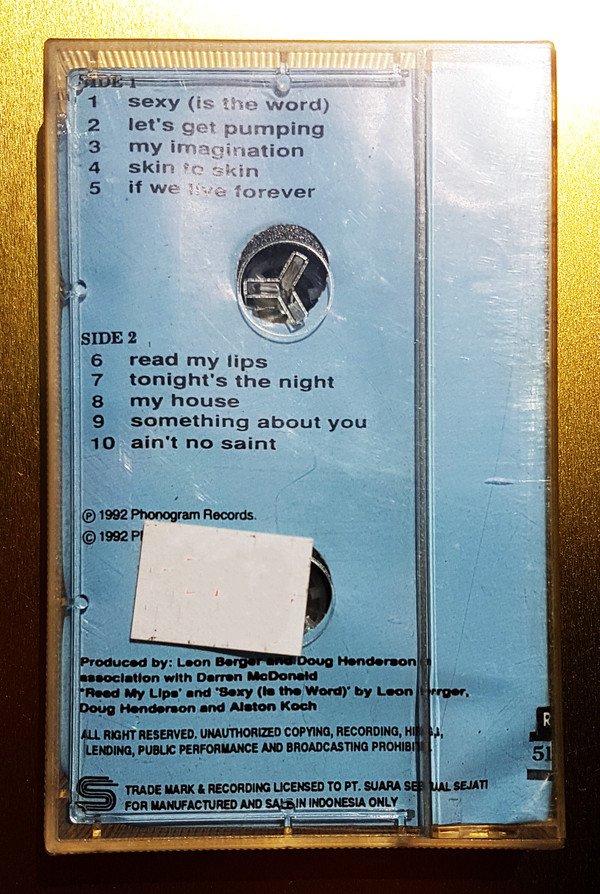 SIDE 1
1 sexy (is the word)
2 let's get pumping
3 my imagination
4 skin to skin
5 if we live forever
SIDE 2
6 read my lips
7 tonight's the night
8 my house
9 something about you
10 ain't no saint
℗ 1992 Phonogram Records.
© 1992 P
Produced by: Leon Berger and Doug Henderson
association with Darren McDonald
'Read My Lips' and 'Sexy (Is the Word)' by Leon
Doug Henderson and Alston Koch
ALL RIGHT RESERVED. UNAUTHORIZED COPYING, RECORDING,
LENDING, PUBLIC PERFORMANCE AND BROADCASTING
TRADE MARK & RECORDING LICENSED TO PT. SUARA SEJATI
FOR MANUFACTURED AND SALE IN INDONESIA ONLY
R
51